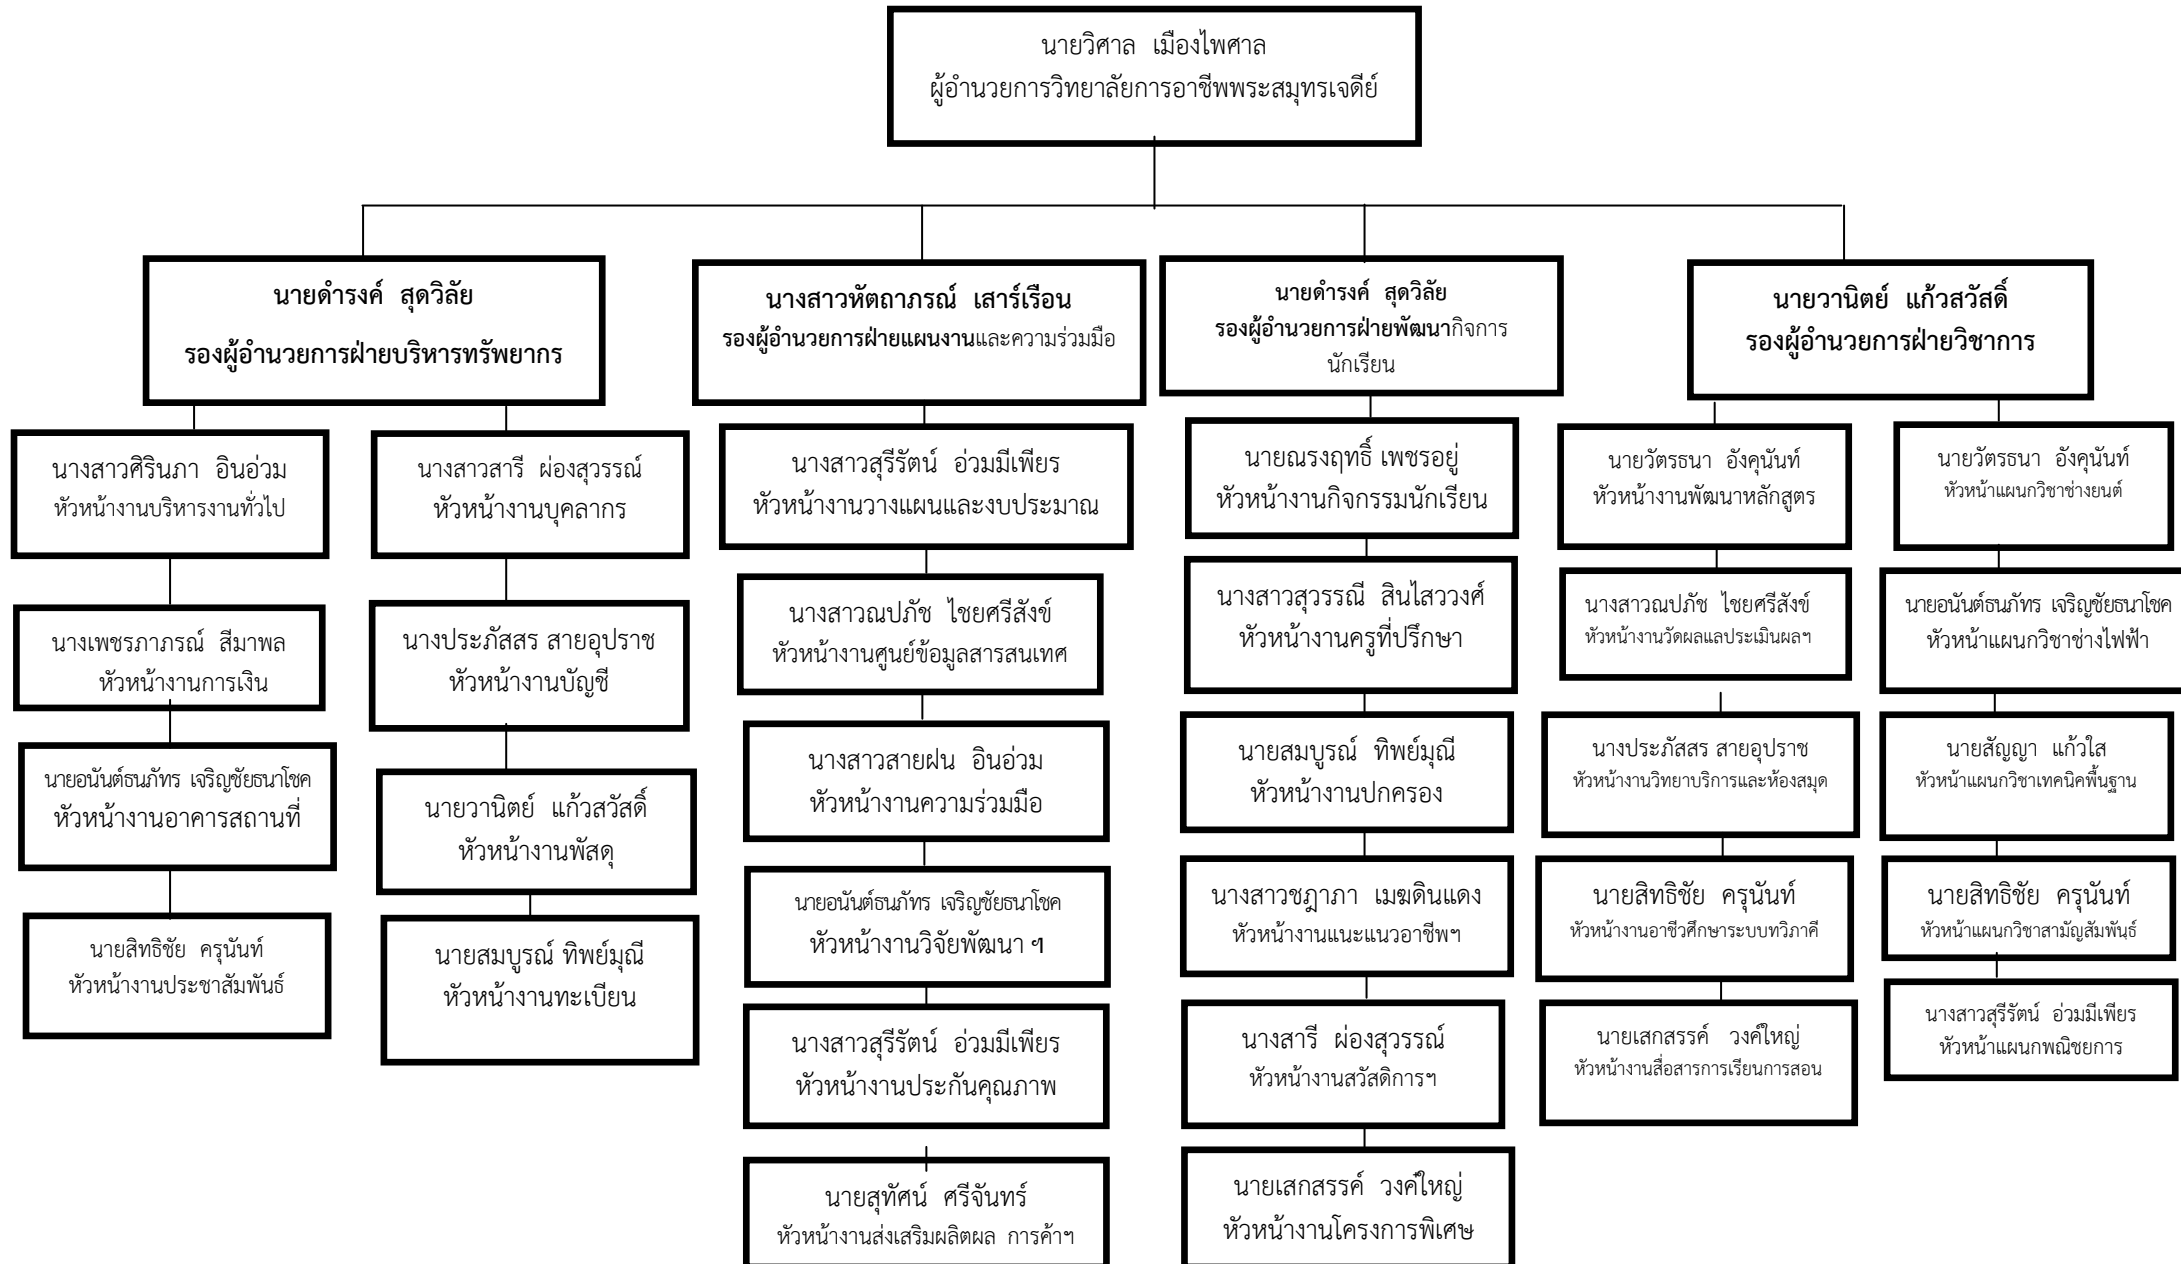 นายวิศาล เมืองไพศาล
ผู้อำนวยการวิทยาลัยการอาชีพพระสมุทรเจดีย์
นายดำรงค์ สุดวิลัย
รองผู้อำนวยการฝ่ายบริหารทรัพยากร
นางสาวศิรินภา อินอ่วม
หัวหน้างานบริหารงานทั่วไป
นางเพชรภาภรณ์ สีมาพล
หัวหน้างานการเงิน
นายอนันต์ธนภัทร เจริญชัยธนาโชค
หัวหน้างานอาคารสถานที่
นายสิทธิชัย ครุนันท์
หัวหน้างานประชาสัมพันธ์
นางสาวสารี ผ่องสุวรรณ์
หัวหน้างานบุคลากร
นางประภัสสร สายอุปราช
หัวหน้างานบัญชี
นายวานิตย์ แก้วสวัสดิ์
หัวหน้างานพัสดุ
นายสมบูรณ์ ทิพย์มุณี
หัวหน้างานทะเบียน
นางสาวหัตถาภรณ์ เสาร์เรือน
รองผู้อำนวยการฝ่ายแผนงานและความร่วมมือ
นางสาวสุรีรัตน์ อ่วมมีเพียร
หัวหน้างานวางแผนและงบประมาณ
นางสาวณปภัช ไชยศรีสังข์
หัวหน้างานศูนย์ข้อมูลสารสนเทศ
นางสาวสายฝน อินอ่วม
หัวหน้างานความร่วมมือ
นายอนันต์ธนภัทร เจริญชัยธนาโชค
หัวหน้างานวิจัยพัฒนา ฯ
นางสาวสุรีรัตน์ อ่วมมีเพียร
หัวหน้างานประกันคุณภาพ
นายสุทัศน์ ศรีจันทร์
หัวหน้างานส่งเสริมผลิตผล การค้าฯ
นายดำรงค์ สุดวิลัย
รองผู้อำนวยการฝ่ายพัฒนากิจการ
นักเรียน
นายณรงฤทธิ์ เพชรอยู่
หัวหน้างานกิจกรรมนักเรียน
นางสาวสุวรรณี สินไสววงศ์
หัวหน้างานครูที่ปรึกษา
นายสมบูรณ์ ทิพย์มุณี
หัวหน้างานปกครอง
นางสาวชฎาภา เมฆดินแดง
หัวหน้างานแนะแนวอาชีพฯ
นางสารี ผ่องสุวรรณ์
หัวหน้างานสวัสดิการฯ
นายเสกสรรค์ วงค์ใหญ่
หัวหน้างานโครงการพิเศษ
นายวานิตย์ แก้วสวัสดิ์
รองผู้อำนวยการฝ่ายวิชาการ
นายวัตรธนา อังคุนันท์
หัวหน้างานพัฒนาหลักสูตร
นางสาวณปภัช ไชยศรีสังข์
หัวหน้างานวัดผลแลประเมินผลฯ
นางประภัสสร สายอุปราช
หัวหน้างานวิทยาบริการและห้องสมุด
นายสิทธิชัย ครุนันท์
หัวหน้างานอาชีวศึกษาระบบทวิภาคี
นายเสกสรรค์ วงค์ใหญ่
หัวหน้างานสื่อสารการเรียนการสอน
นายวัตรธนา อังคุนันท์
หัวหน้าแผนกวิชาช่างยนต์
นายอนันต์ธนภัทร เจริญชัยธนาโชค
หัวหน้าแผนกวิชาช่างไฟฟ้า
นายสัญญา แก้วใส
หัวหน้าแผนกวิชาเทคนิคพื้นฐาน
นายสิทธิชัย ครุนันท์
หัวหน้าแผนกวิชาสามัญสัมพันธ์
นางสาวสุรีรัตน์ อ่วมมีเพียร
หัวหน้าแผนกพณิชยการ